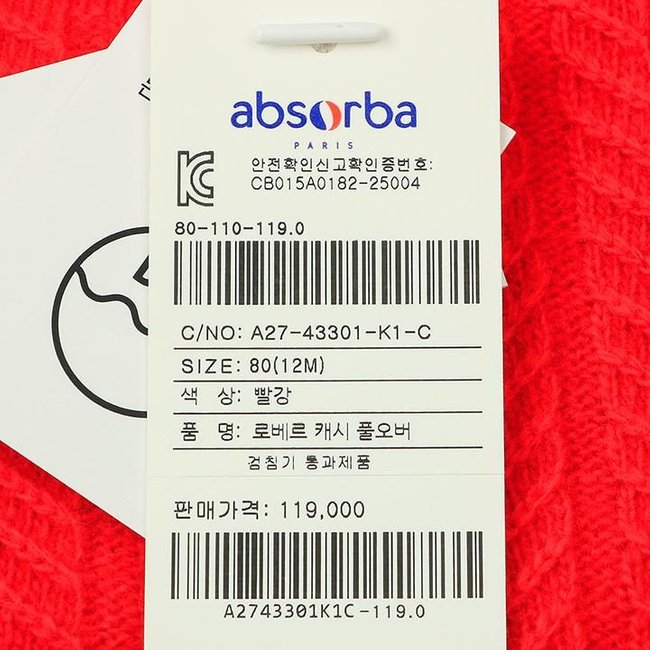 absorba
PARIS
안전확인신고확인증번호:
CB015A0182-25004
80-110-119.0
C/NO: A27-43301-K1-C
SIZE: 80(12M)
색 상: 빨강
품 명: 로베르 캐시 풀오버
검침기 통과제품
판매가격: 119,000
A2743301K1C-119.0